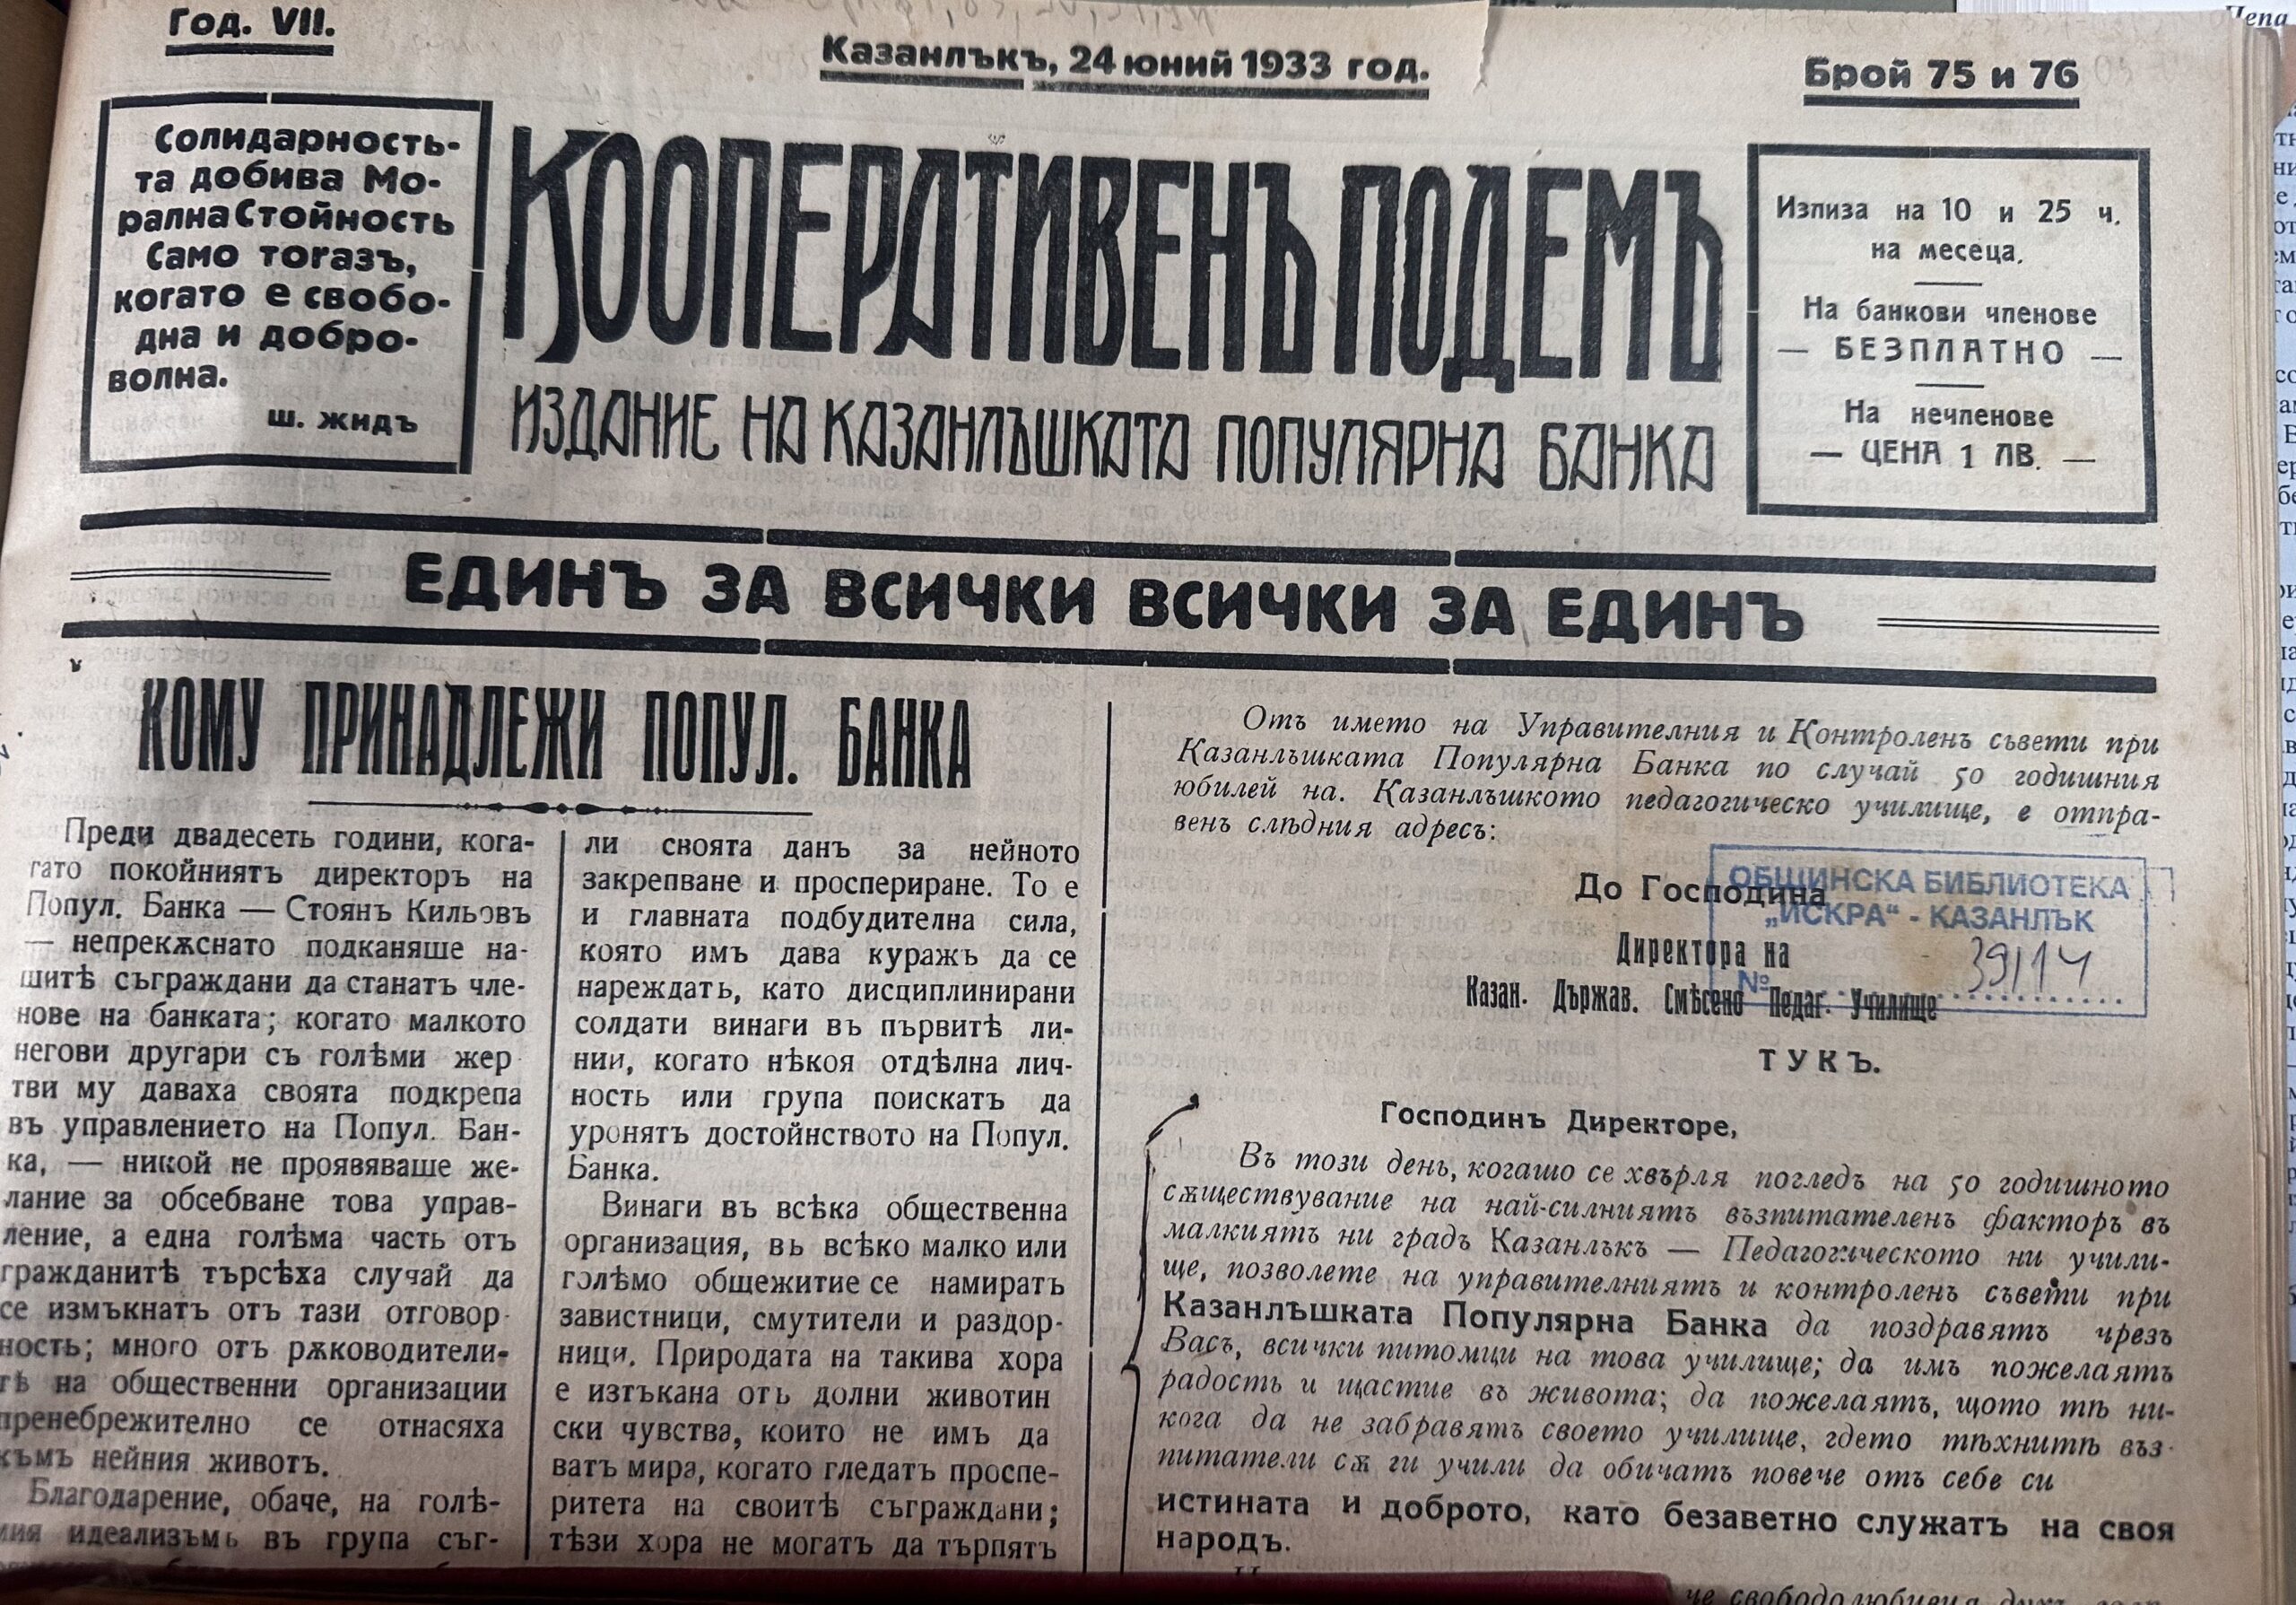 Год. VII.
Казанлъкъ, 24 юний 1933 год.
Брой 75 и 76
Солидарность-
та добива Мо-
рална Стойность
Само тогазъ,
когато е свобо-
дна и добро-
волна.
Ш. ЖИДЪ
КООПЕРАТИВЕНЪ ПОДЕМЪ
ИЗДАНИЕ НА КАЗАНЛЪШКАТА ПОПУЛЯРНА БАНКА
Излиза на 10 и 25 ч.
на месеца.
На банкови членове
— БЕЗПЛАТНО —
На нечленове
— ЦЕНА 1 ЛВ. —
ЕДИНЪ ЗА ВСИЧКИ ВСИЧКИ ЗА ЕДИНЪ
КОМУ ПРИНАДЛЕЖИ ПОПУЛ. БАНКА
Преди двадесеть години, кога-
гато покойниятъ директоръ на
Попул. Банка — Стоянъ Кильовъ
— непрекѫснато подканяше на-
шитѣ съграждани да станатъ чле-
нове на банката; когато малкото
негови другари съ голѣми жер
тви му даваха своята подкрепа
въ управлението на Попул. Бан-
ка, — никой не проявяваше же-
лание за обсебване това управ-
ление, а една голѣма часть отъ
гражданитѣ търсѣха случай да
се измъкнатъ отъ тази отговор-
ность; много отъ рѫководители-
тѣ на общественни организации
пренебрежително се отнасяха
към нейния животъ.
Благодарение, обаче, на голѣ-
мия идеализъмъ въ група съг-
ли своята данъ за нейното
закрепване и проспериране. То е
и главната подбудителна сила,
която имъ дава куражъ да се
нареждатъ, като дисциплинирани
солдати винаги въ първитѣ ли-
нии, когато нѣкоя отдѣлна лич-
ность или група поискатъ да
уронятъ достойнството на Попул.
Банка.
Винаги въ всѣка общественна
организация, въ всѣко малко или
голѣмо общежитие се намиратъ
завистници, смутители и раздор-
ници. Природата на такива хора
е изтъкана отъ долни животин
ски чувства, които не имъ да
ватъ мира, когато гледатъ проспе-
ритета на своитѣ съграждани;
тѣзи хора не могатъ да търпятъ
Отъ името на Управителния и Контроленъ съвети при
Казанлъшката Популярна Банка по случай 50 годишния
юбилей на. Казанлъшкото педагогическо училище, е отпра-
венъ слѣдния адресъ:
До Господина
Директора на
Казан. Държав. Смѣсено Педаг. Училище
ТУКЪ.
ОБЩИНСКА БИБЛИОТЕКА
„ИСКРА“ - КАЗАНЛЪК
№ 39/14
Господинъ Директоре,
Въ този день, когашо се хвърля погледъ на 50 годишното
сѫществувание на най-силниятъ възпитателенъ факторъ въ
малкиятъ ни градъ Казанлъкъ — Педагогическото ни учили-
ще, позволете на управителниятъ и контроленъ съвети при
Казанлъшката Популярна Банка да поздравятъ чрезъ
Васъ, всички питомци на това училище; да имъ пожелаятъ
радость и щастие въ живота; да пожелаятъ, щото тѣ ни-
кога да не забравятъ своето училище, гдето тѣхнитѣ въз-
питатели сѫ ги учили да обичатъ повече отъ себе си
истината и доброто, като безаветно служатъ на своя
народъ.
че свободолюбивия духъ